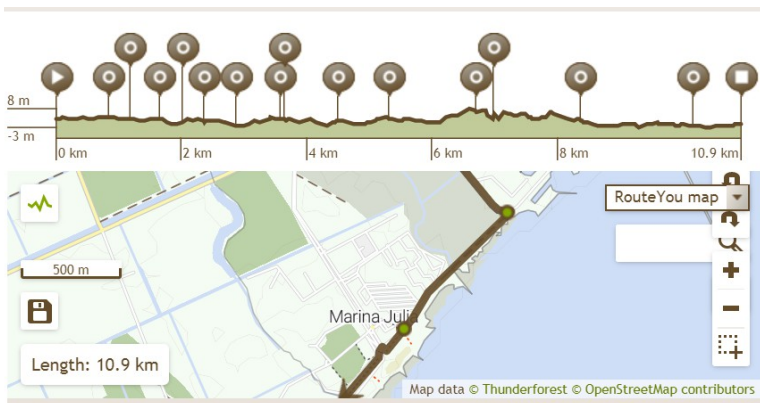 8 m
-3 m
0 km
2 km
4 km
6 km
8 km
10.9 km
RouteYou map
500 m
Marina Julia
Length: 10.9 km
Map data © Thunderforest © OpenStreetMap contributors